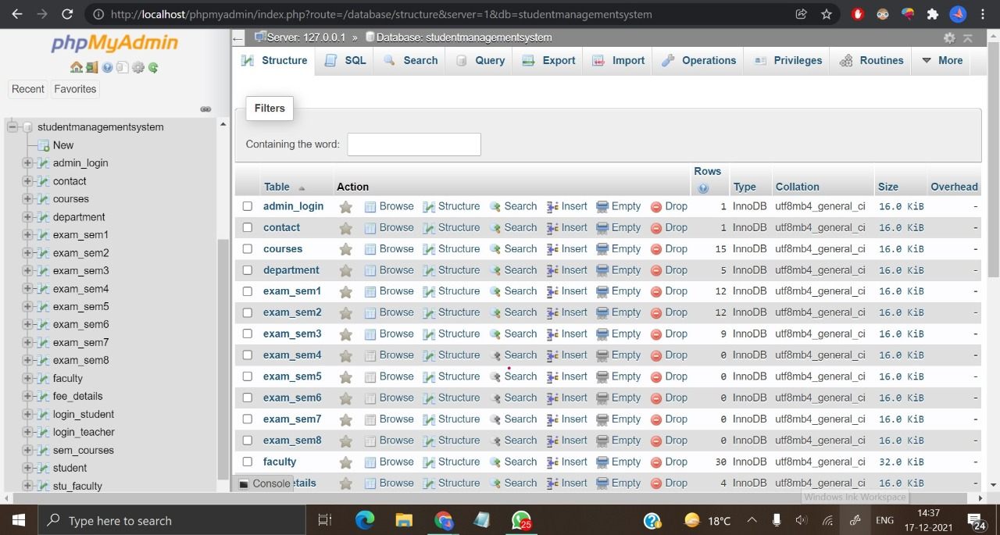 http://localhost/phpmyadmin/index.php?route=/database/structure&server=1&db=studentmanagementsystem
phpMyAdmin
Recent Favorites
studentmanagementsystem
New
admin_login
contact
courses
department
exam_sem1
exam_sem2
exam_sem3
exam_sem4
exam_sem5
exam_sem6
exam_sem7
exam_sem8
faculty
fee_details
login_student
login_teacher
sem_courses
student
stu_faculty
Server: 127.0.0.1 » Database: studentmanagementsystem
Structure SQL Search Query Export Import Operations Privileges Routines More
Filters
Containing the word:
Table Action Rows Type Collation Size Overhead
admin_login Browse Structure Search Insert Empty Drop 1 InnoDB utf8mb4_general_ci 16.0 KiB -
contact Browse Structure Search Insert Empty Drop 1 InnoDB utf8mb4_general_ci 16.0 KiB -
courses Browse Structure Search Insert Empty Drop 15 InnoDB utf8mb4_general_ci 16.0 KiB -
department Browse Structure Search Insert Empty Drop 5 InnoDB utf8mb4_general_ci 16.0 KiB -
exam_sem1 Browse Structure Search Insert Empty Drop 12 InnoDB utf8mb4_general_ci 16.0 KiB -
exam_sem2 Browse Structure Search Insert Empty Drop 12 InnoDB utf8mb4_general_ci 16.0 KiB -
exam_sem3 Browse Structure Search Insert Empty Drop 9 InnoDB utf8mb4_general_ci 16.0 KiB -
exam_sem4 Browse Structure Search Insert Empty Drop 0 InnoDB utf8mb4_general_ci 16.0 KiB -
exam_sem5 Browse Structure Search Insert Empty Drop 0 InnoDB utf8mb4_general_ci 16.0 KiB -
exam_sem6 Browse Structure Search Insert Empty Drop 0 InnoDB utf8mb4_general_ci 16.0 KiB -
exam_sem7 Browse Structure Search Insert Empty Drop 0 InnoDB utf8mb4_general_ci 16.0 KiB -
exam_sem8 Browse Structure Search Insert Empty Drop 0 InnoDB utf8mb4_general_ci 16.0 KiB -
faculty Browse Structure Search Insert Empty Drop 30 InnoDB utf8mb4_general_ci 32.0 KiB -
Console etails Browse Structure Search Insert Empty Drop 4 InnoDB utf8mb4_general_ci 16.0 KiB -
Windows Ink Workspace
Type here to search 25 18°C ENG 14:37
17-12-2021 24